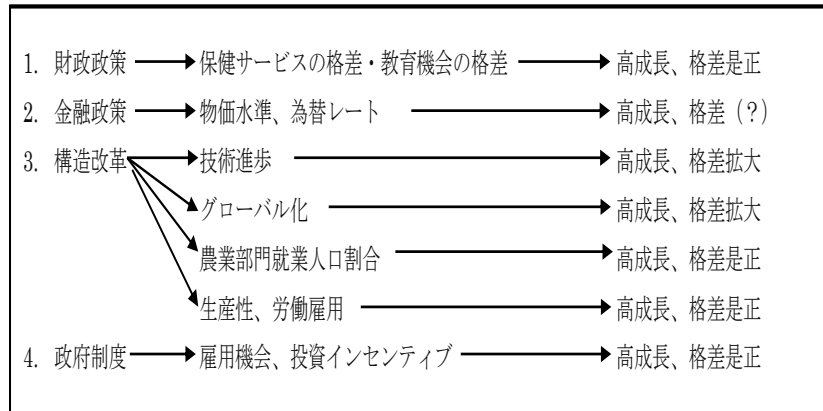 1. 財政政策 保健サービスの格差・教育機会の格差 高成長、格差是正
2. 金融政策 物価水準、為替レート 高成長、格差（？）
3. 構造改革 技術進歩 高成長、格差拡大
グローバル化 高成長、格差拡大
農業部門就業人口割合 高成長、格差是正
生産性、労働雇用 高成長、格差是正
4. 政府制度 雇用機会、投資インセンティブ 高成長、格差是正